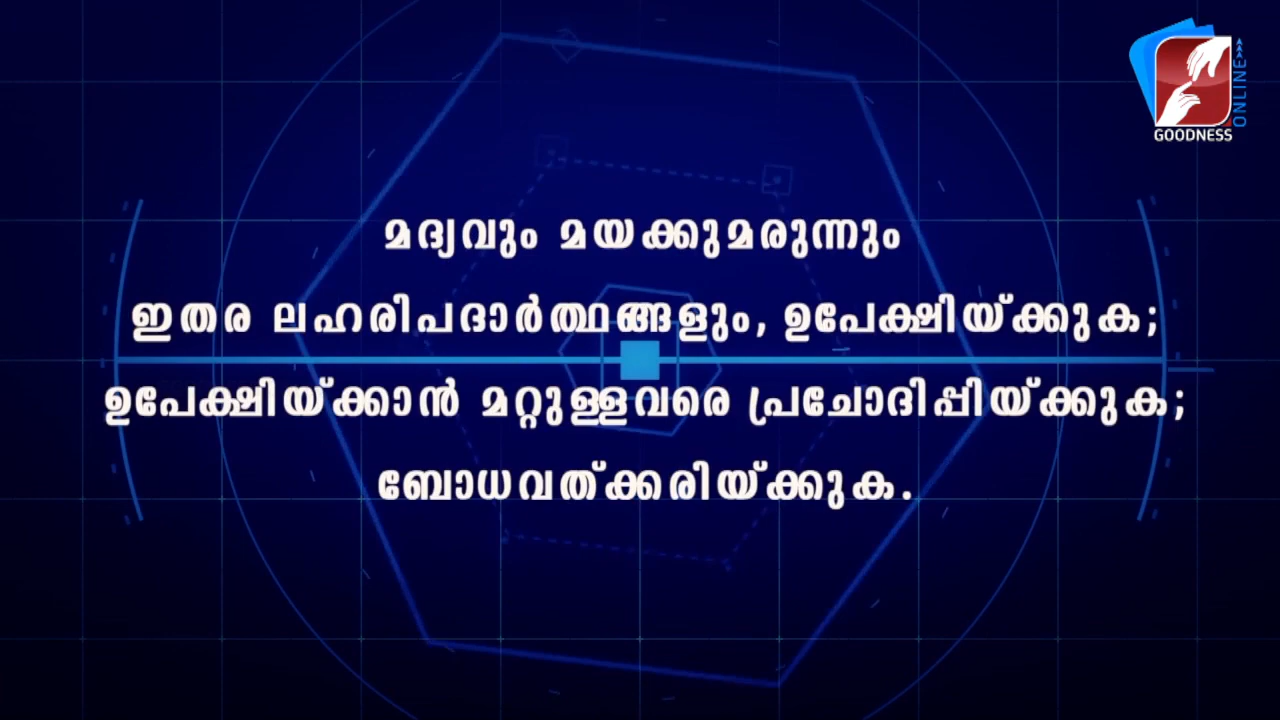 GOODNESS
ONLINE
മദ്യവും മയക്കുമരുന്നും
ഇതര ലഹരിപദാർത്ഥങ്ങളും, ഉപേക്ഷിയ്ക്കുക;
ഉപേക്ഷിയ്ക്കാൻ മറ്റുള്ളവരെ പ്രചോദിപ്പിയ്ക്കുക;
ബോധവത്ക്കരിയ്ക്കുക.